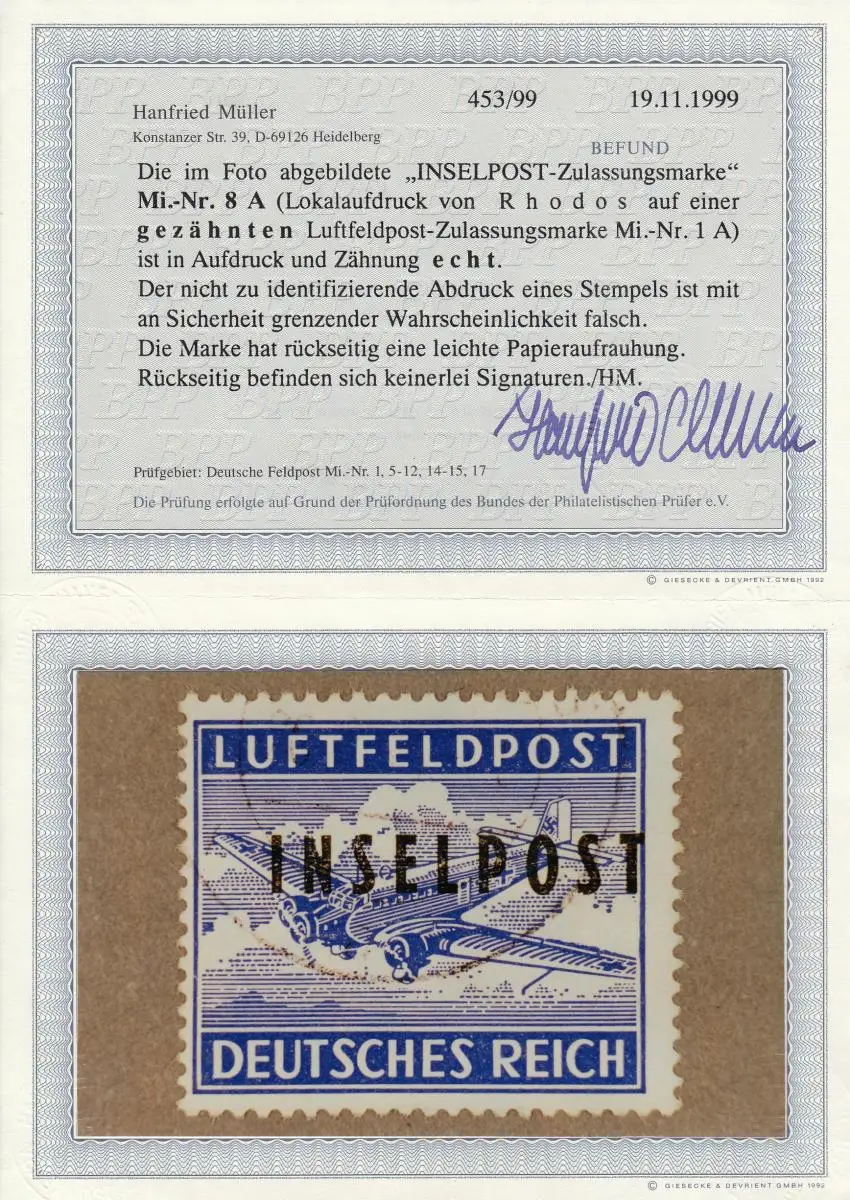 Hanfried Müller 453/99 19.11.1999
Konstanzer Str. 39, D-69126 Heidelberg
BEFUND
Die im Foto abgebildete „INSELPOST-Zulassungsmarke“
Mi.-Nr. 8 A (Lokalaufdruck von R h o d o s auf einer
g e z ä h n t e n Luftfeldpost-Zulassungsmarke Mi.-Nr. 1 A)
ist in Aufdruck und Zähnung e c h t.
Der nicht zu identifizierende Abdruck eines Stempels ist mit
an Sicherheit grenzender Wahrscheinlichkeit falsch.
Die Marke hat rückseitig eine leichte Papieraufrauhung.
Rückseitig befinden sich keinerlei Signaturen./HM.
Prüfgebiet: Deutsche Feldpost Mi.-Nr. 1, 5-12, 14-15, 17
Die Prüfung erfolgte auf Grund der Prüfordnung des Bundes der Philatelistischen Prüfer e.V.
© GIESECKE & DEVRIENT GMBH 1992
LUFTFELDPOST
INSELPOST
DEUTSCHES REICH
© GIESECKE & DEVRIENT GMBH 1992